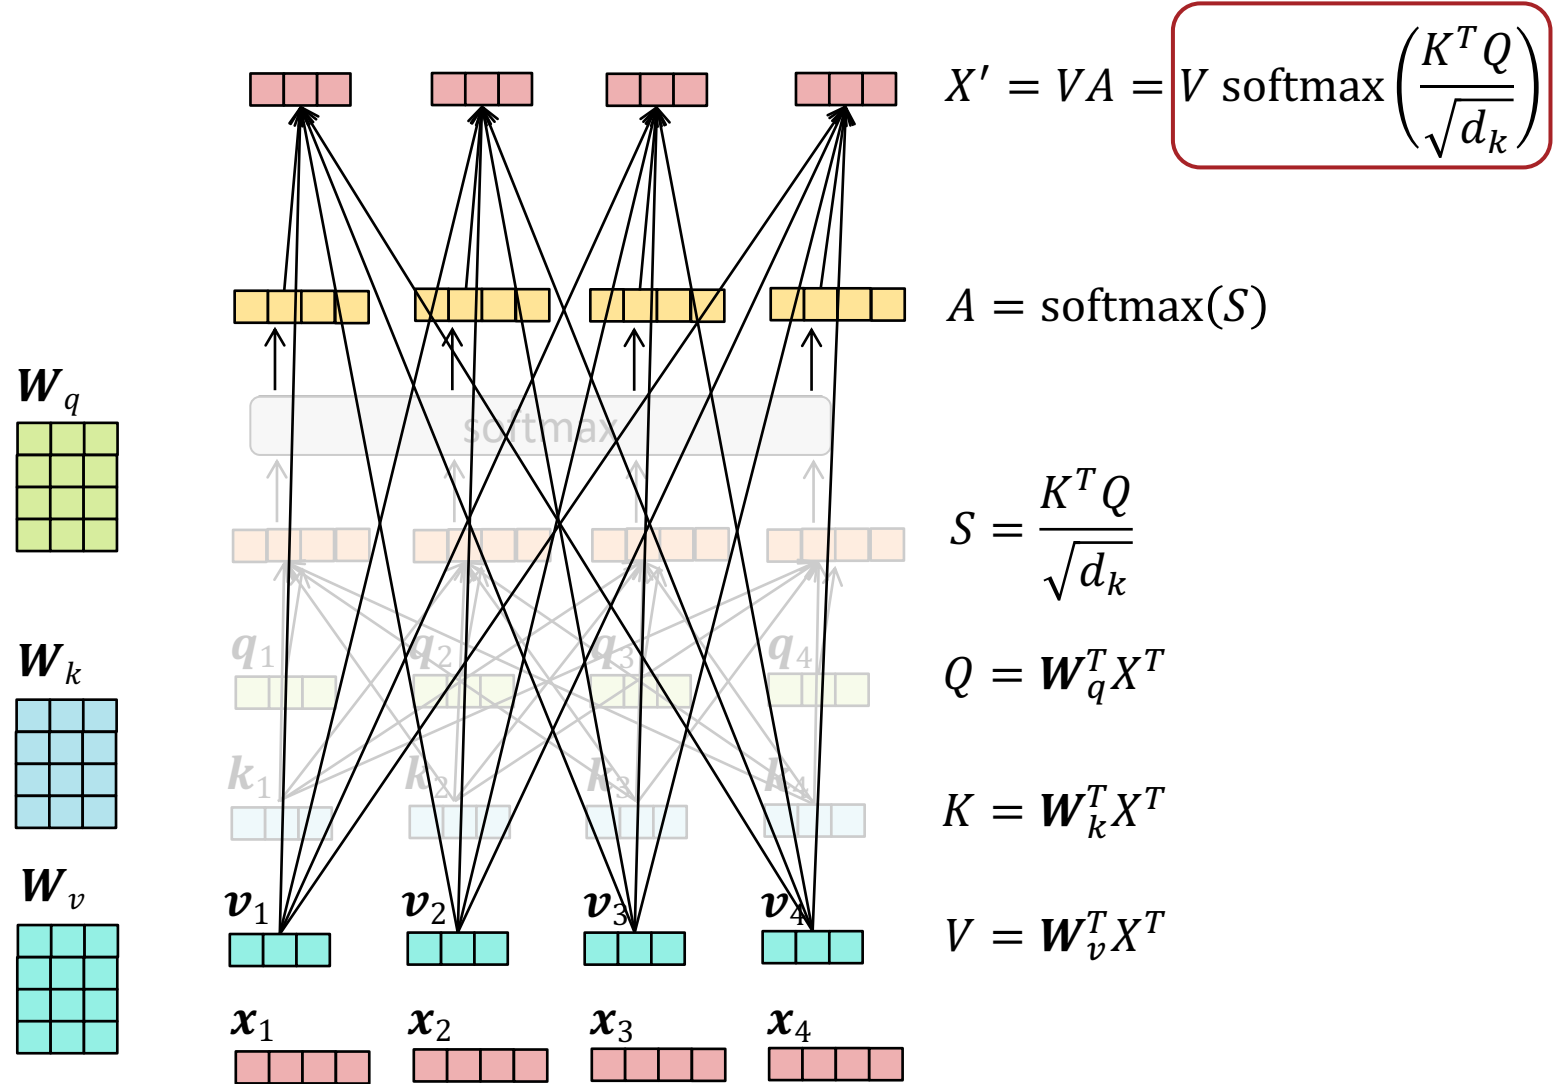 X′ = VA = V softmax(K^T Q / √d_k)
A = softmax(S)
W_q
softmax
S = K^T Q / √d_k
q_1 q_2 q_3 q_4
W_k
Q = W_q^T X^T
k_1 k_2 k_3 k_4
K = W_k^T X^T
W_v
v_1 v_2 v_3 v_4
V = W_v^T X^T
x_1 x_2 x_3 x_4